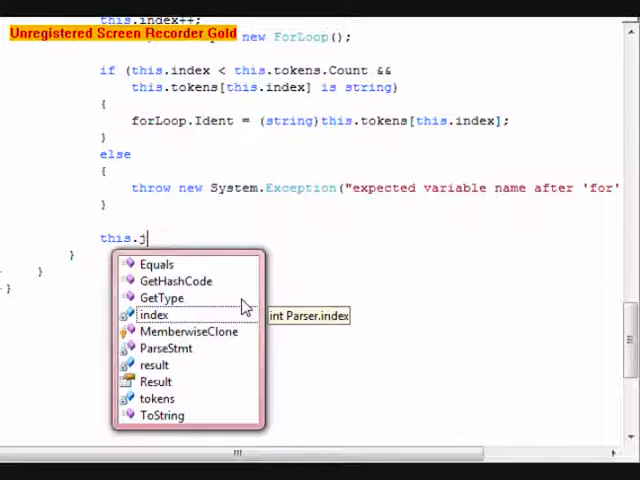 this.index++;
Unregistered Screen Recorder Gold
new ForLoop();
if (this.index < this.tokens.Count &&
this.tokens[this.index] is string)
{
forLoop.Ident = (string)this.tokens[this.index];
}
else
{
throw new System.Exception("expected variable name after 'for'
}
this.j
}
}
}
Equals
GetHashCode
GetType
index
int Parser.index
MemberwiseClone
ParseStmt
result
Result
tokens
ToString